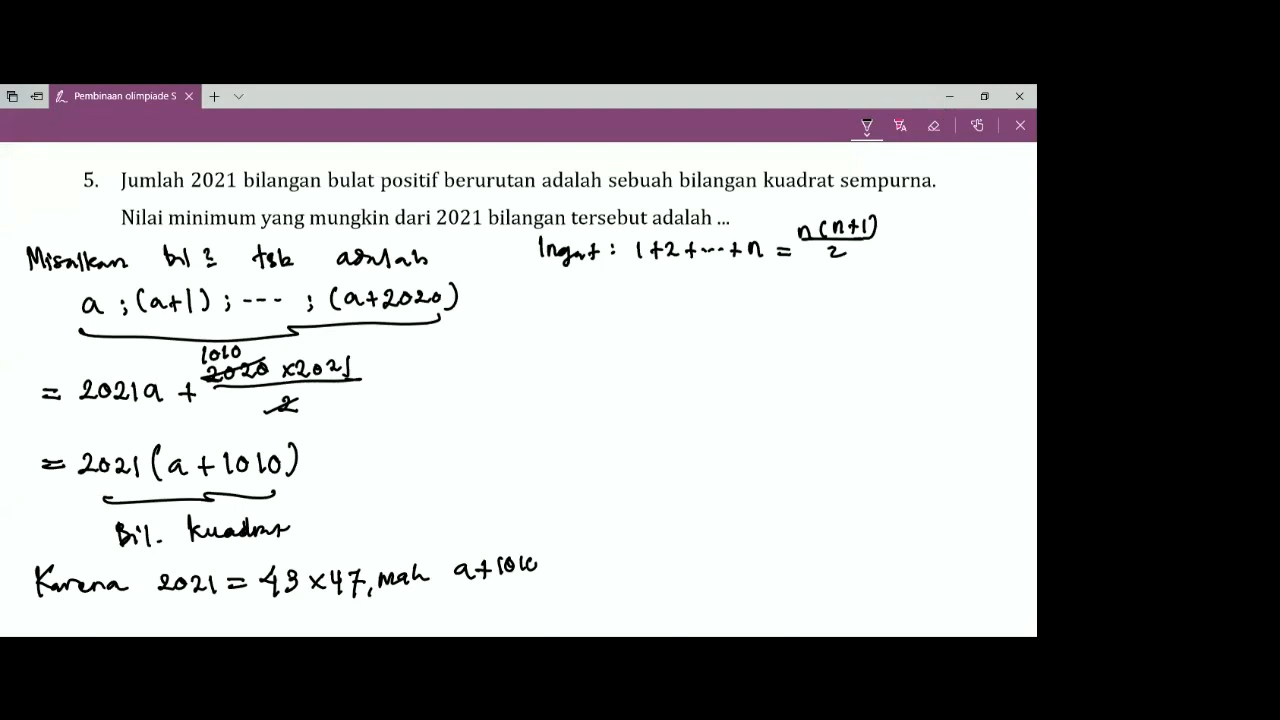 Pembinaan olimpiade S
5. Jumlah 2021 bilangan bulat positif berurutan adalah sebuah bilangan kuadrat sempurna.
Nilai minimum yang mungkin dari 2021 bilangan tersebut adalah ...
Ingat : 1+2+...+n = n(n+1)/2
Misalkan bil2 tsb adalah
a ; (a+1) ; --- ; (a+2020)
1010
= 2021a + 2020 x2021/2
= 2021(a + 1010)
Bil. kuadrat
Karena 2021 = 43 x 47, mak a+1010